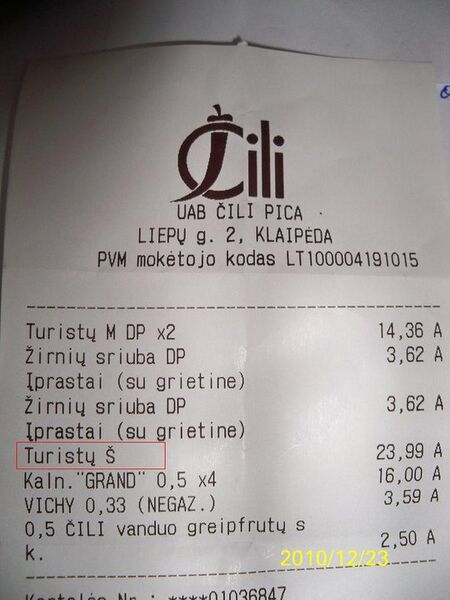 Čili
UAB ČILI PICA
LIEPŲ g. 2, KLAIPĖDA
PVM mokėtojo kodas LT100004191015
Turistų M DP x2 14,36 A
Žirnių sriuba DP 3,62 A
Įprastai (su grietine)
Žirnių sriuba DP 3,62 A
Įprastai (su grietine)
Turistų Š 23,99 A
Kaln."GRAND" 0,5 x4 16,00 A
VICHY 0,33 (NEGAZ.) 3,59 A
0,5 ČILI vanduo greipfrutų s
k. 2,50 A
2010/12/23
Kortelės Nr.: ****01036847